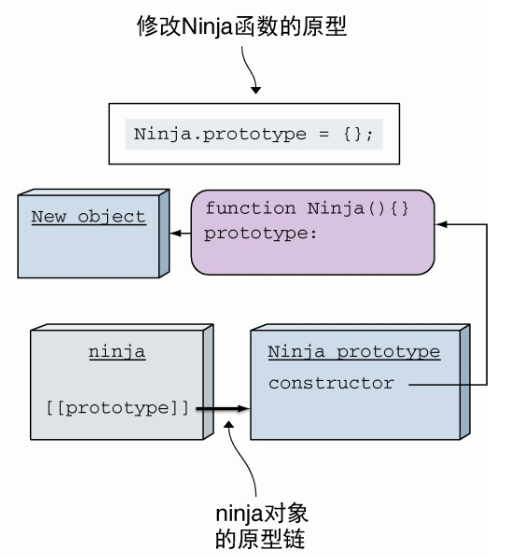 修改Ninja函数的原型
Ninja.prototype = {};
New object
function Ninja(){}
prototype:
ninja
[[prototype]]
Ninja prototype
constructor
ninja对象
的原型链